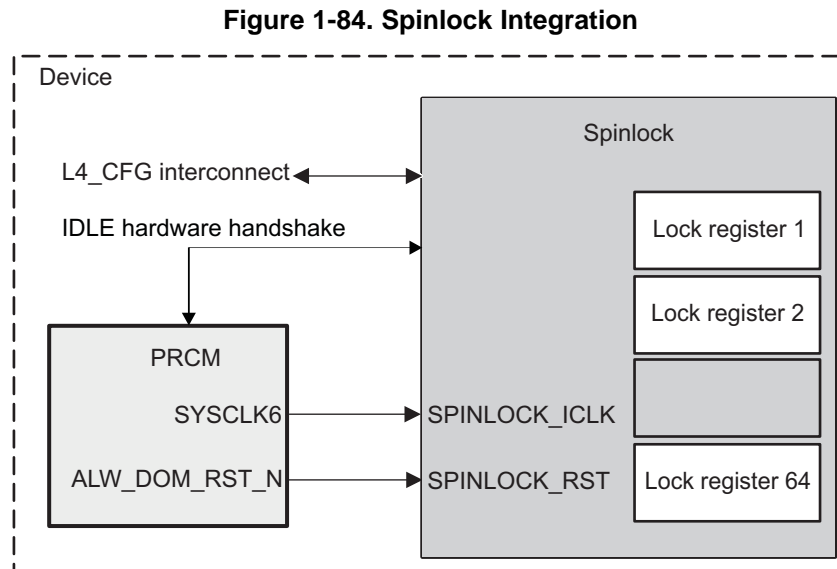 Figure 1-84. Spinlock Integration
Device
Spinlock
L4_CFG interconnect
IDLE hardware handshake
Lock register 1
Lock register 2
PRCM
SYSCLK6
SPINLOCK_ICLK
ALW_DOM_RST_N
SPINLOCK_RST
Lock register 64